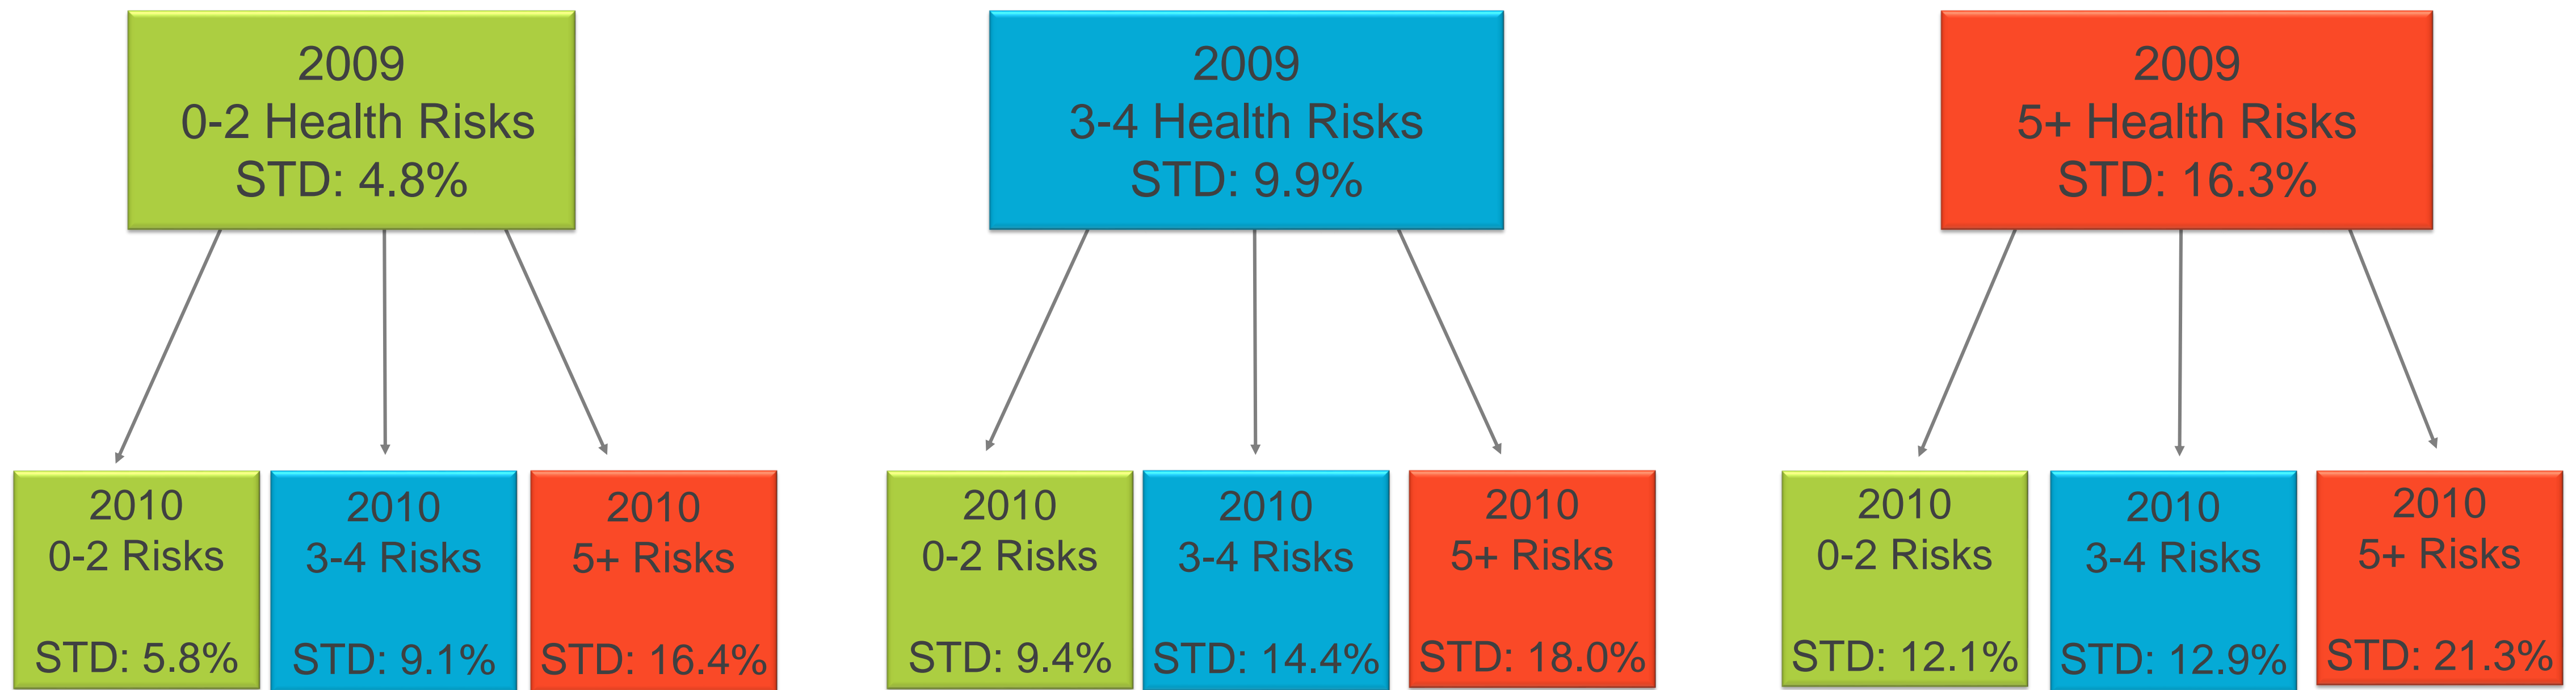 2009
0-2 Health Risks
STD: 4.8%
2009
3-4 Health Risks
STD: 9.9%
2009
5+ Health Risks
STD: 16.3%
2010
0-2 Risks
STD: 5.8%
2010
3-4 Risks
STD: 9.1%
2010
5+ Risks
STD: 16.4%
2010
0-2 Risks
STD: 9.4%
2010
3-4 Risks
STD: 14.4%
2010
5+ Risks
STD: 18.0%
2010
0-2 Risks
STD: 12.1%
2010
3-4 Risks
STD: 12.9%
2010
5+ Risks
STD: 21.3%